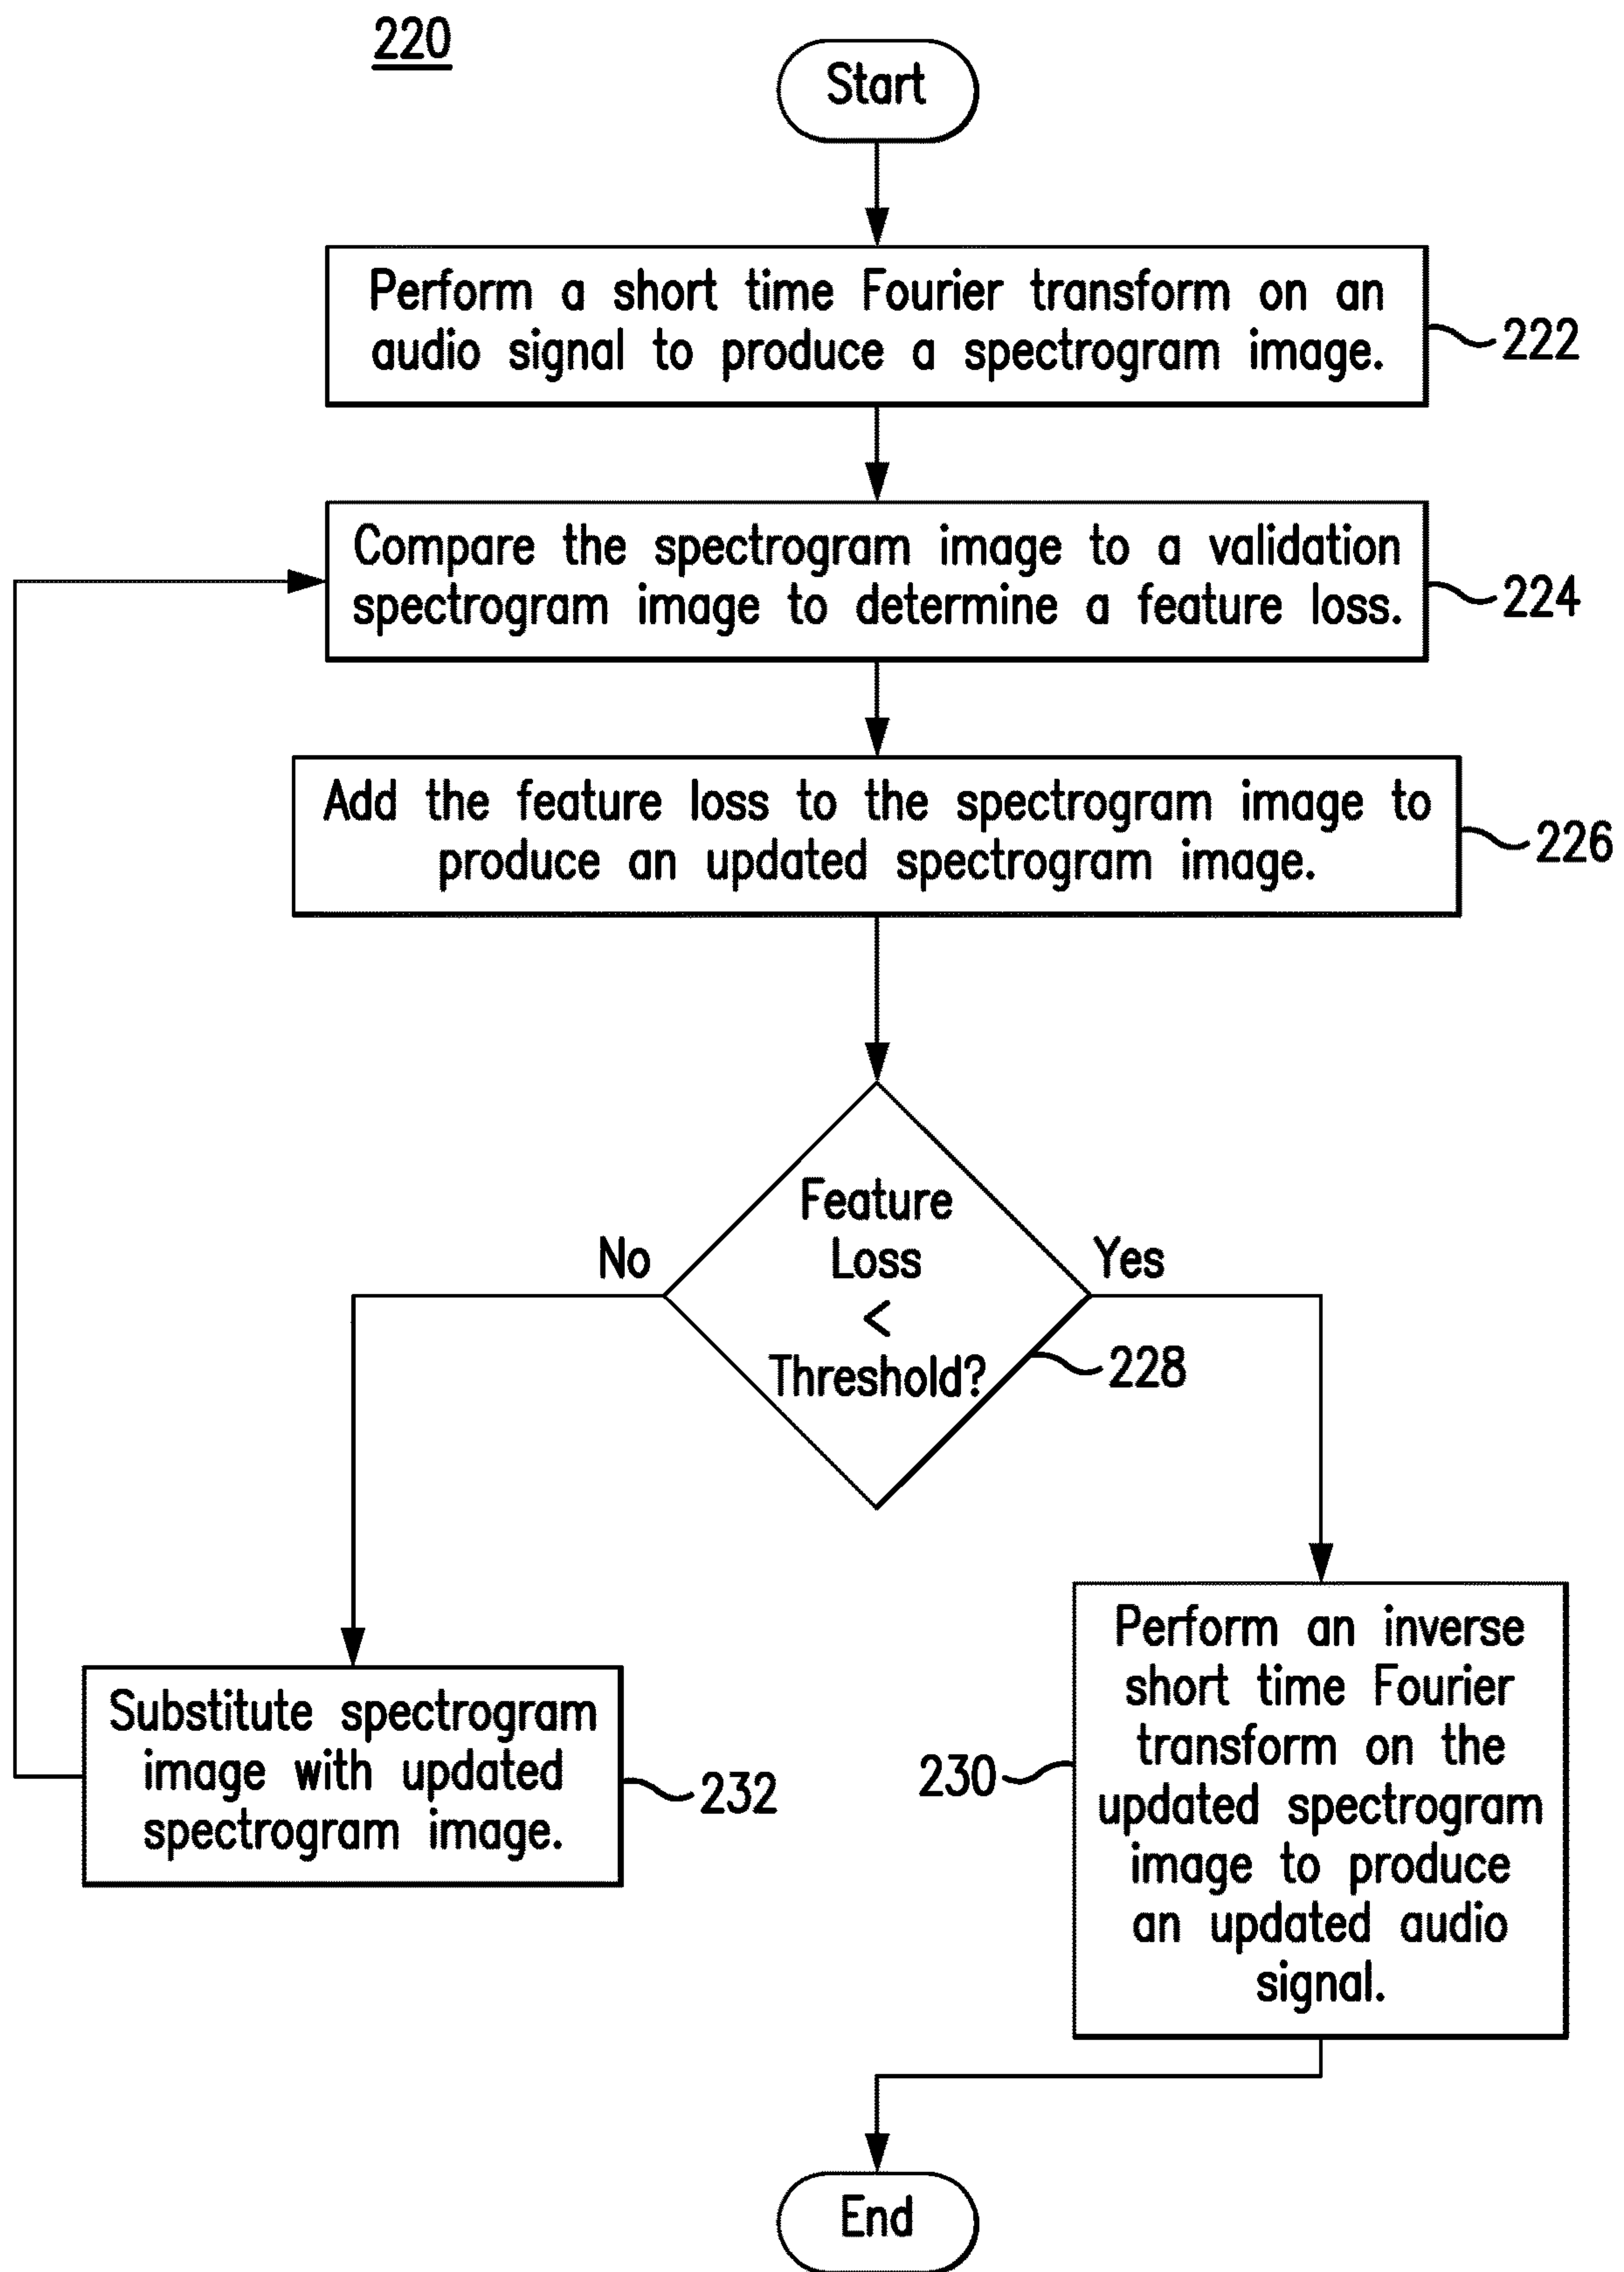 220
Start
Perform a short time Fourier transform on an
audio signal to produce a spectrogram image.
222
Compare the spectrogram image to a validation
spectrogram image to determine a feature loss.
224
Add the feature loss to the spectrogram image to
produce an updated spectrogram image.
226
Feature
Loss
<
Threshold?
228
No
Yes
Substitute spectrogram
image with updated
spectrogram image.
232
Perform an inverse
short time Fourier
transform on the
updated spectrogram
image to produce
an updated audio
signal.
230
End